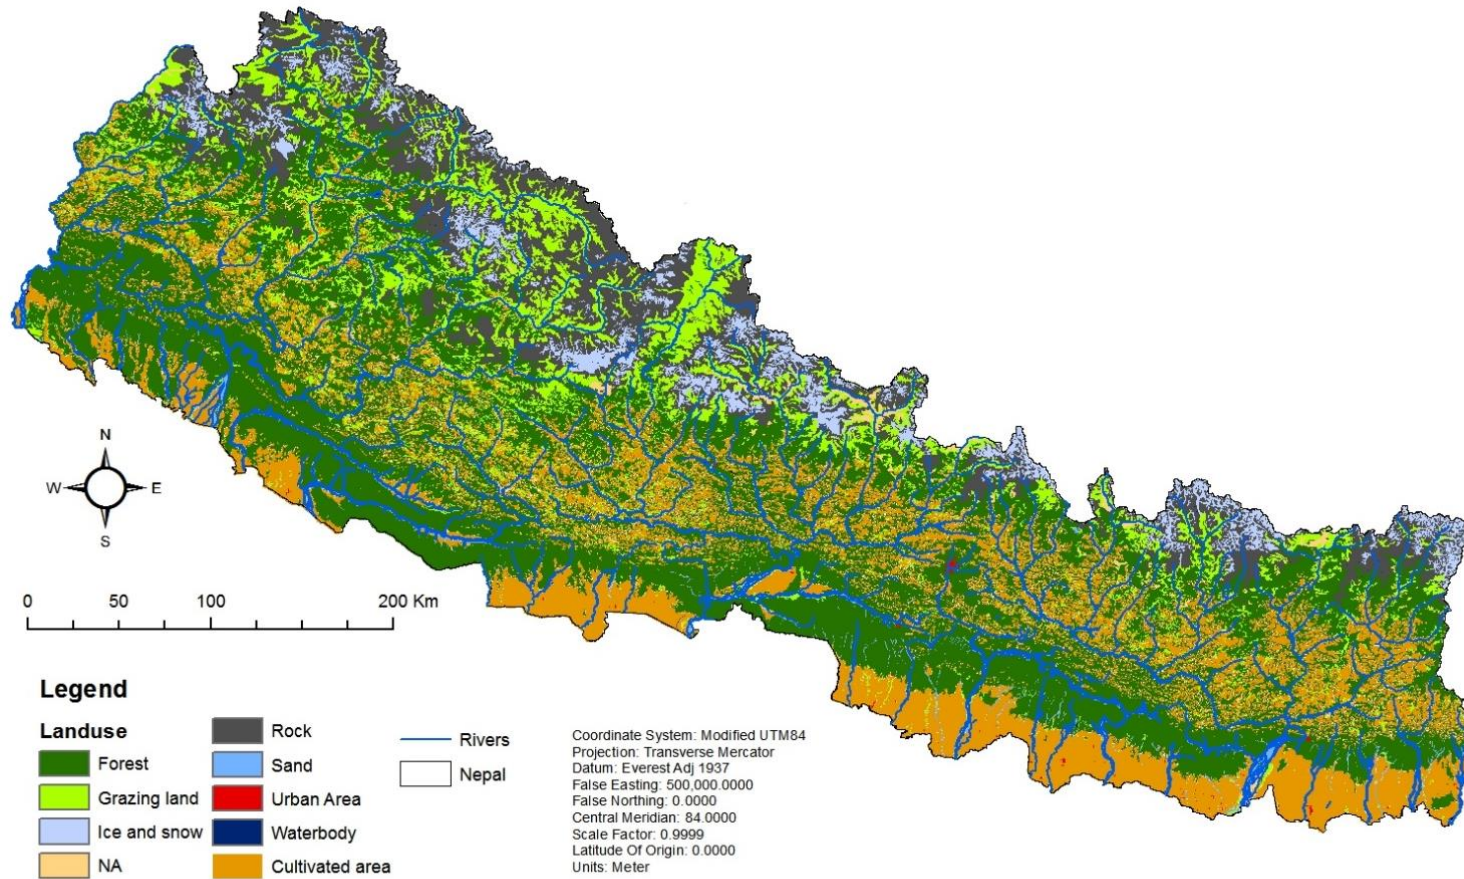 N
W E
S
0 50 100 200 Km
Legend
Landuse
Forest
Grazing land
Ice and snow
NA
Rock
Sand
Urban Area
Waterbody
Cultivated area
Rivers
Nepal
Coordinate System: Modified UTM84
Projection: Transverse Mercator
Datum: Everest Adj 1937
False Easting: 500,000.0000
False Northing: 0.0000
Central Meridian: 84.0000
Scale Factor: 0.9999
Latitude Of Origin: 0.0000
Units: Meter